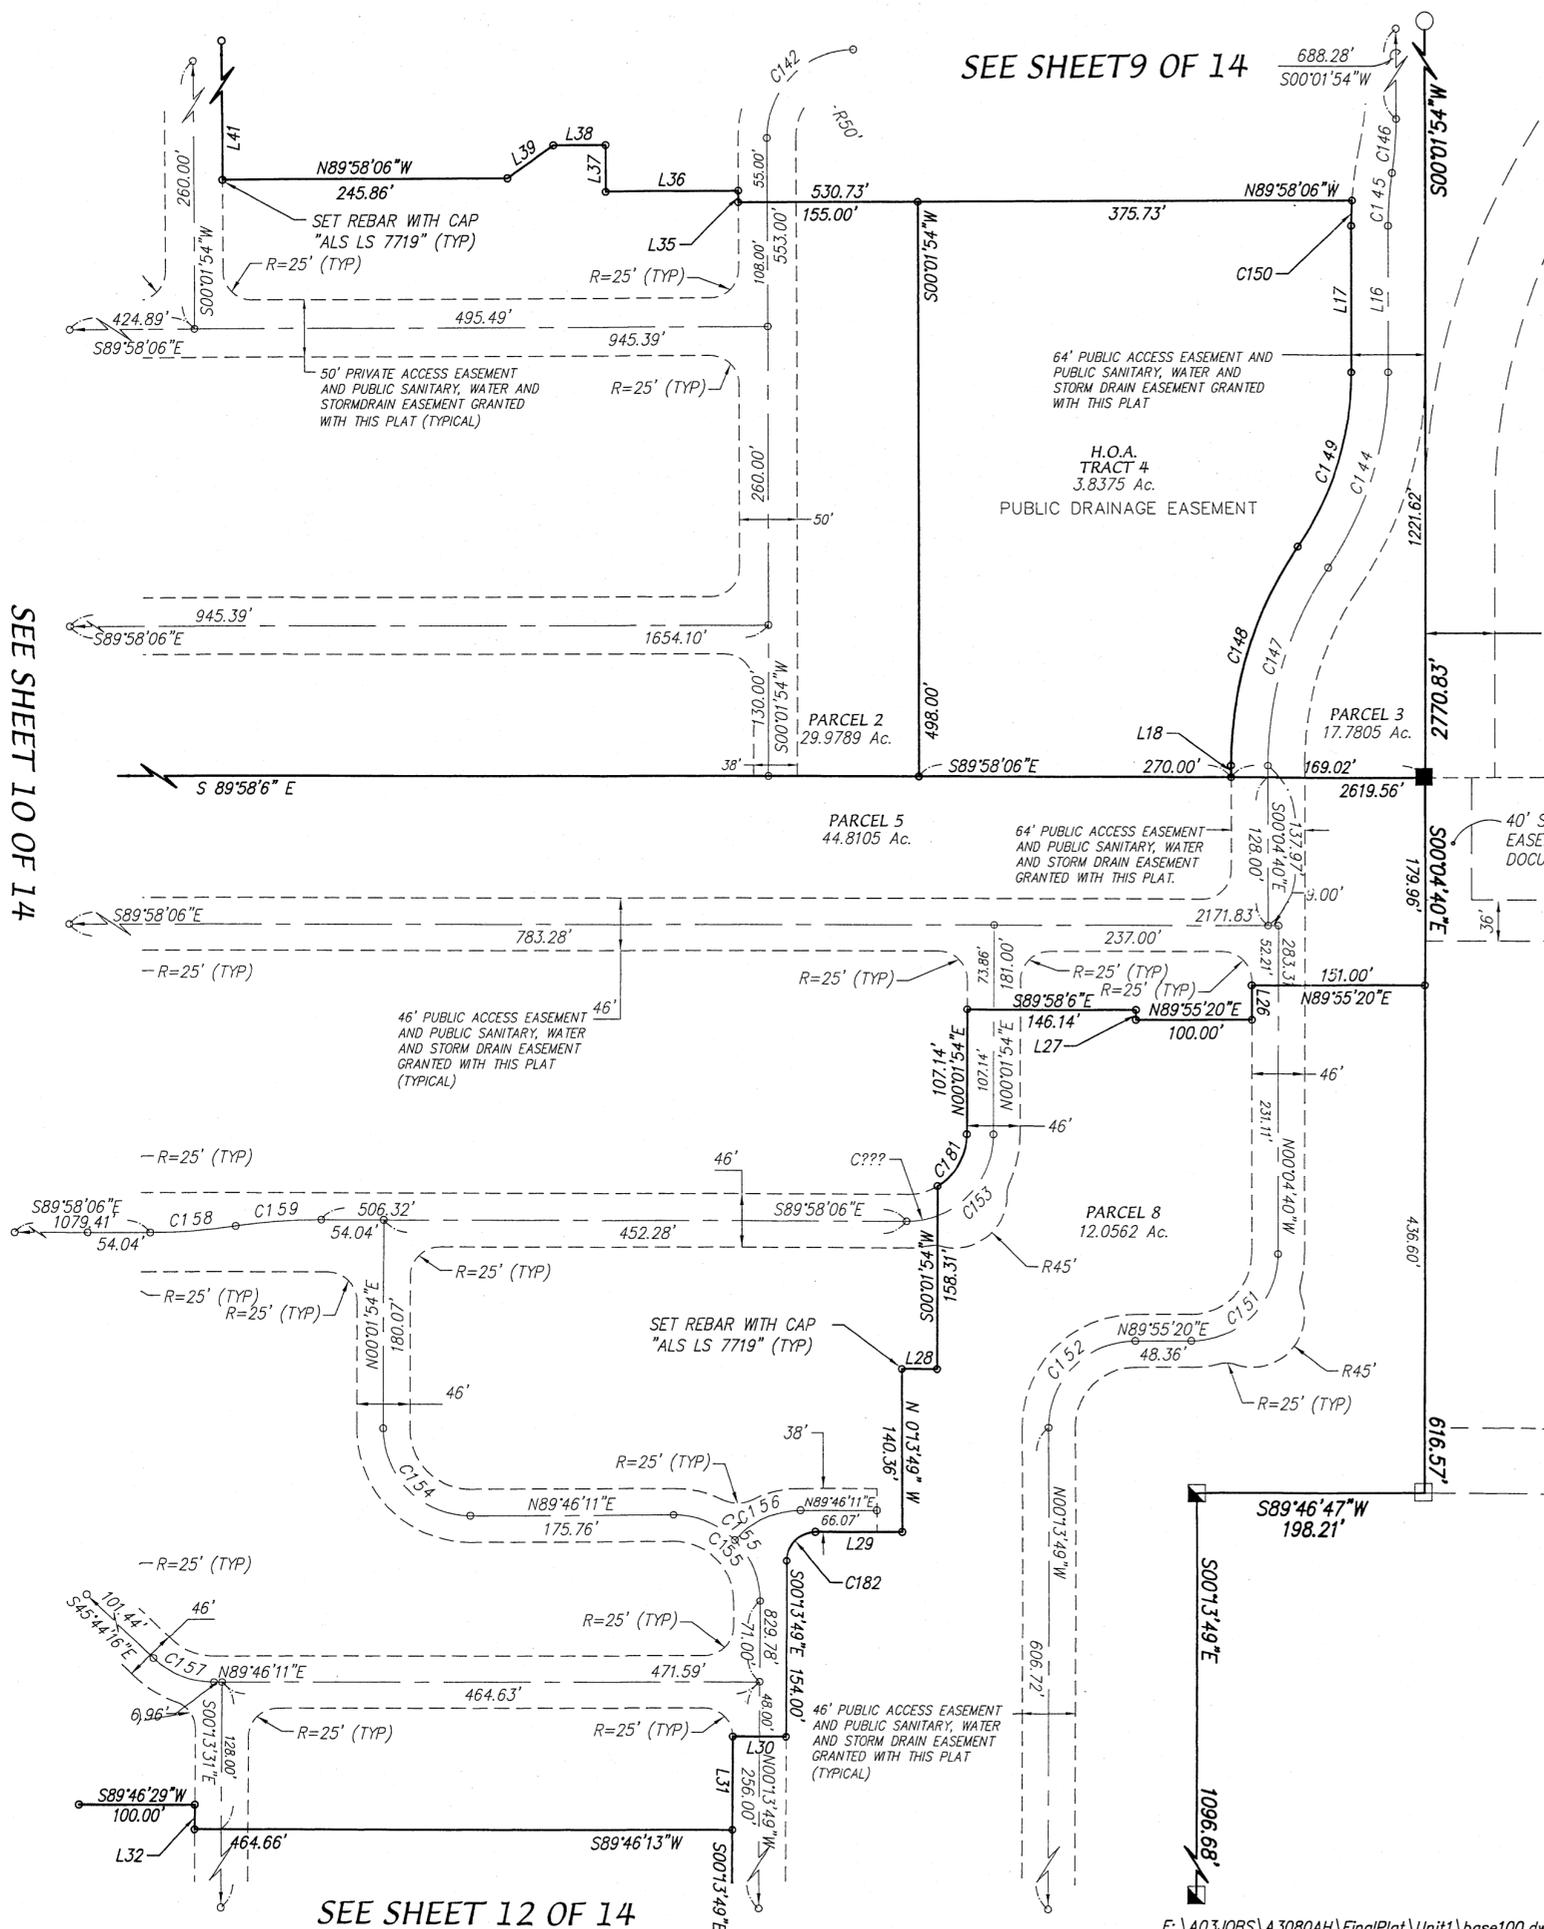 SEE SHEET9 OF 14
688.28'
S00°01'54"W
C142
R50'
C146
S00°01'54"W
L41
L38
L39
L37
L36
260.00'
N89°58'06"W
245.86'
55.00'
530.73'
155.00'
N89°58'06"W
375.73'
C145
SET REBAR WITH CAP
"ALS LS 7719" (TYP)
L35
553.00'
108.00'
S00°01'54"W
C150
S00°01'54"W
R=25' (TYP)
R=25' (TYP)
L17
L16
424.89'
S89°58'06"E
495.49'
945.39'
50' PRIVATE ACCESS EASEMENT
AND PUBLIC SANITARY, WATER AND
STORMDRAIN EASEMENT GRANTED
WITH THIS PLAT (TYPICAL)
R=25' (TYP)
64' PUBLIC ACCESS EASEMENT AND
PUBLIC SANITARY, WATER AND
STORM DRAIN EASEMENT GRANTED
WITH THIS PLAT
H.O.A.
TRACT 4
3.8375 Ac.
PUBLIC DRAINAGE EASEMENT
C149
C144
260.00'
50'
1221.62'
SEE SHEET 10 OF 14
945.39'
S89°58'06"E
1654.10'
C148
C147
130.00'
S00°01'54"W
PARCEL 2
29.9789 Ac.
498.00'
PARCEL 3
17.7805 Ac.
2770.83'
L18
38'
S89°58'06"E
270.00'
169.02'
2619.56'
S 89°58'6" E
PARCEL 5
44.8105 Ac.
64' PUBLIC ACCESS EASEMENT
AND PUBLIC SANITARY, WATER
AND STORM DRAIN EASEMENT
GRANTED WITH THIS PLAT.
128.00'
S00°04'40"E
137.97'
9.00'
S00°04'40"E
179.96'
40' S
EASE
DOCU
36'
S89°58'06"E
783.28'
2171.83'
237.00'
52.21'
283.31
R=25' (TYP)
R=25' (TYP)
73.86'
181.00'
R=25' (TYP)
R=25' (TYP)
151.00'
N89°55'20"E
L26
46'
46' PUBLIC ACCESS EASEMENT
AND PUBLIC SANITARY, WATER
AND STORM DRAIN EASEMENT
GRANTED WITH THIS PLAT
(TYPICAL)
S89°58'6"E
146.14'
N89°55'20"E
100.00'
L27
107.14'
N00°01'54"E
107.14'
N00°01'54"E
46'
46'
231.11'
N00°04'40"W
R=25' (TYP)
46'
C???
C181
C153
PARCEL 8
12.0562 Ac.
436.60'
S89°58'06"E
1079.41'
54.04'
C158
C159
506.32'
54.04'
S89°58'06"E
452.28'
S00°01'54"W
158.31'
R45'
R=25' (TYP)
R=25' (TYP)
R=25' (TYP)
N00°01'54"E
180.07'
SET REBAR WITH CAP
"ALS LS 7719" (TYP)
L28
C152
N89°55'20"E
48.36'
C151
R45'
R=25' (TYP)
46'
38'
N 0°13'49" W
140.36'
616.57'
R=25' (TYP)
C154
N89°46'11"E
175.76'
C156
N89°46'11"E
66.07'
C155
C155
L29
C182
N00°13'49"W
S89°46'47"W
198.21'
R=25' (TYP)
S00°13'49"E
101.44'
S45°44'16"E
46'
R=25' (TYP)
71.00'
829.78'
S00°13'49"E 154.00'
606.72'
C157
N89°46'11"E
471.59'
464.63'
6.96'
S00°13'31"E
128.00'
R=25' (TYP)
R=25' (TYP)
48.00'
46' PUBLIC ACCESS EASEMENT
AND PUBLIC SANITARY, WATER
AND STORM DRAIN EASEMENT
GRANTED WITH THIS PLAT
(TYPICAL)
L30
L31
256.00'
N00°13'49"W
S89°46'29"W
100.00'
L32
464.66'
S89°46'13"W
S00°13'49"E
1096.68'
SEE SHEET 12 OF 14
F:\A03JOBS\A3080AH\FinalPlat\Unit1\base100.dw